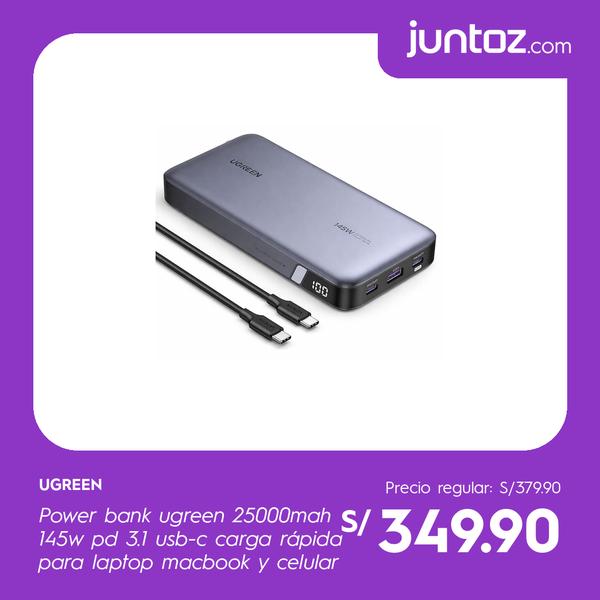 juntoz.com
UGREEN
145W
100
UGREEN
Precio regular: S/379.90
Power bank ugreen 25000mah
145w pd 3.1 usb-c carga rápida
para laptop macbook y celular
S/ 349.90